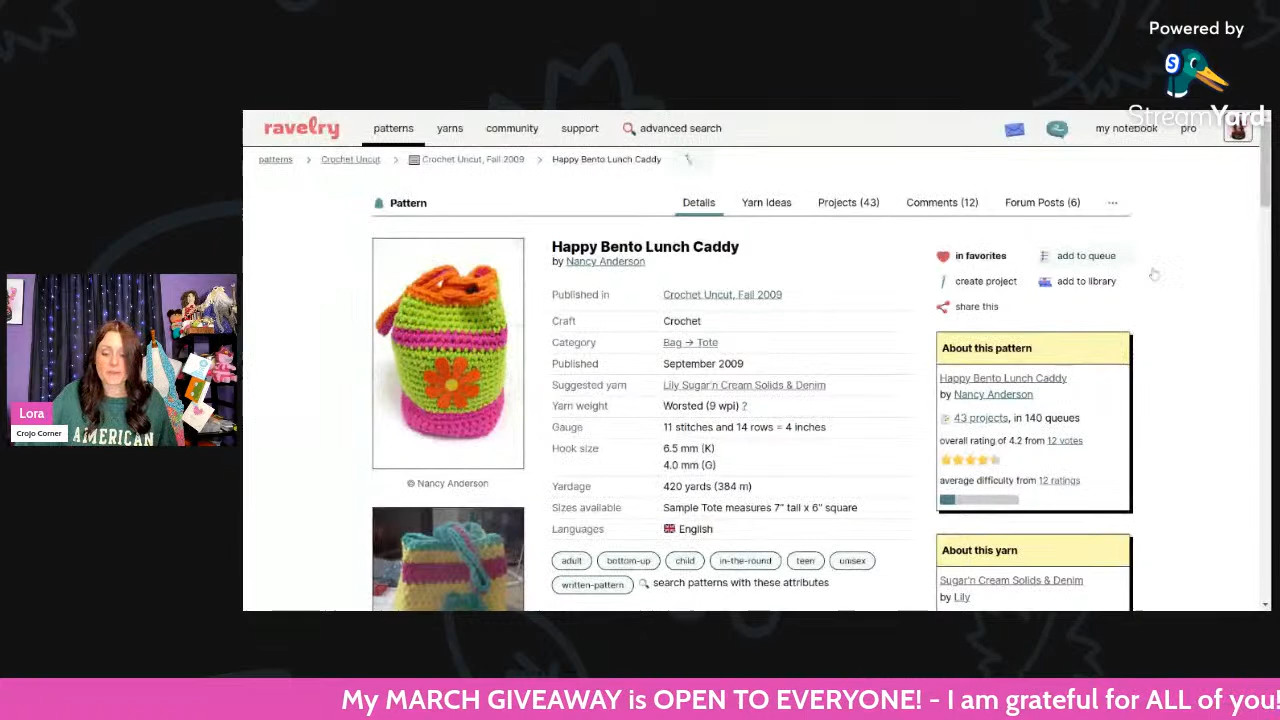 Powered by
S
StreamYard
ravelry
patterns yarns community support advanced search my notebook pro
patterns > Crochet Uncut > Crochet Uncut, Fall 2009 > Happy Bento Lunch Caddy
Pattern Details Yarn Ideas Projects (43) Comments (12) Forum Posts (6) ...
Happy Bento Lunch Caddy
by Nancy Anderson
Published in Crochet Uncut, Fall 2009
Craft Crochet
Category Bag → Tote
Published September 2009
Suggested yarn Lily Sugar'n Cream Solids & Denim
Yarn weight Worsted (9 wpi) ?
Gauge 11 stitches and 14 rows = 4 inches
Hook size 6.5 mm (K)
4.0 mm (G)
Yardage 420 yards (384 m)
Sizes available Sample Tote measures 7" tall x 6" square
Languages English
adult bottom-up child in-the-round teen unisex
written-pattern search patterns with these attributes
© Nancy Anderson
in favorites add to queue
create project add to library
share this
About this pattern
Happy Bento Lunch Caddy
by Nancy Anderson
43 projects, in 140 queues
overall rating of 4.2 from 12 votes
average difficulty from 12 ratings
About this yarn
Sugar'n Cream Solids & Denim
by Lily
Lora
Crojo Corner
AMERICAN
My MARCH GIVEAWAY is OPEN TO EVERYONE! - I am grateful for ALL of you!